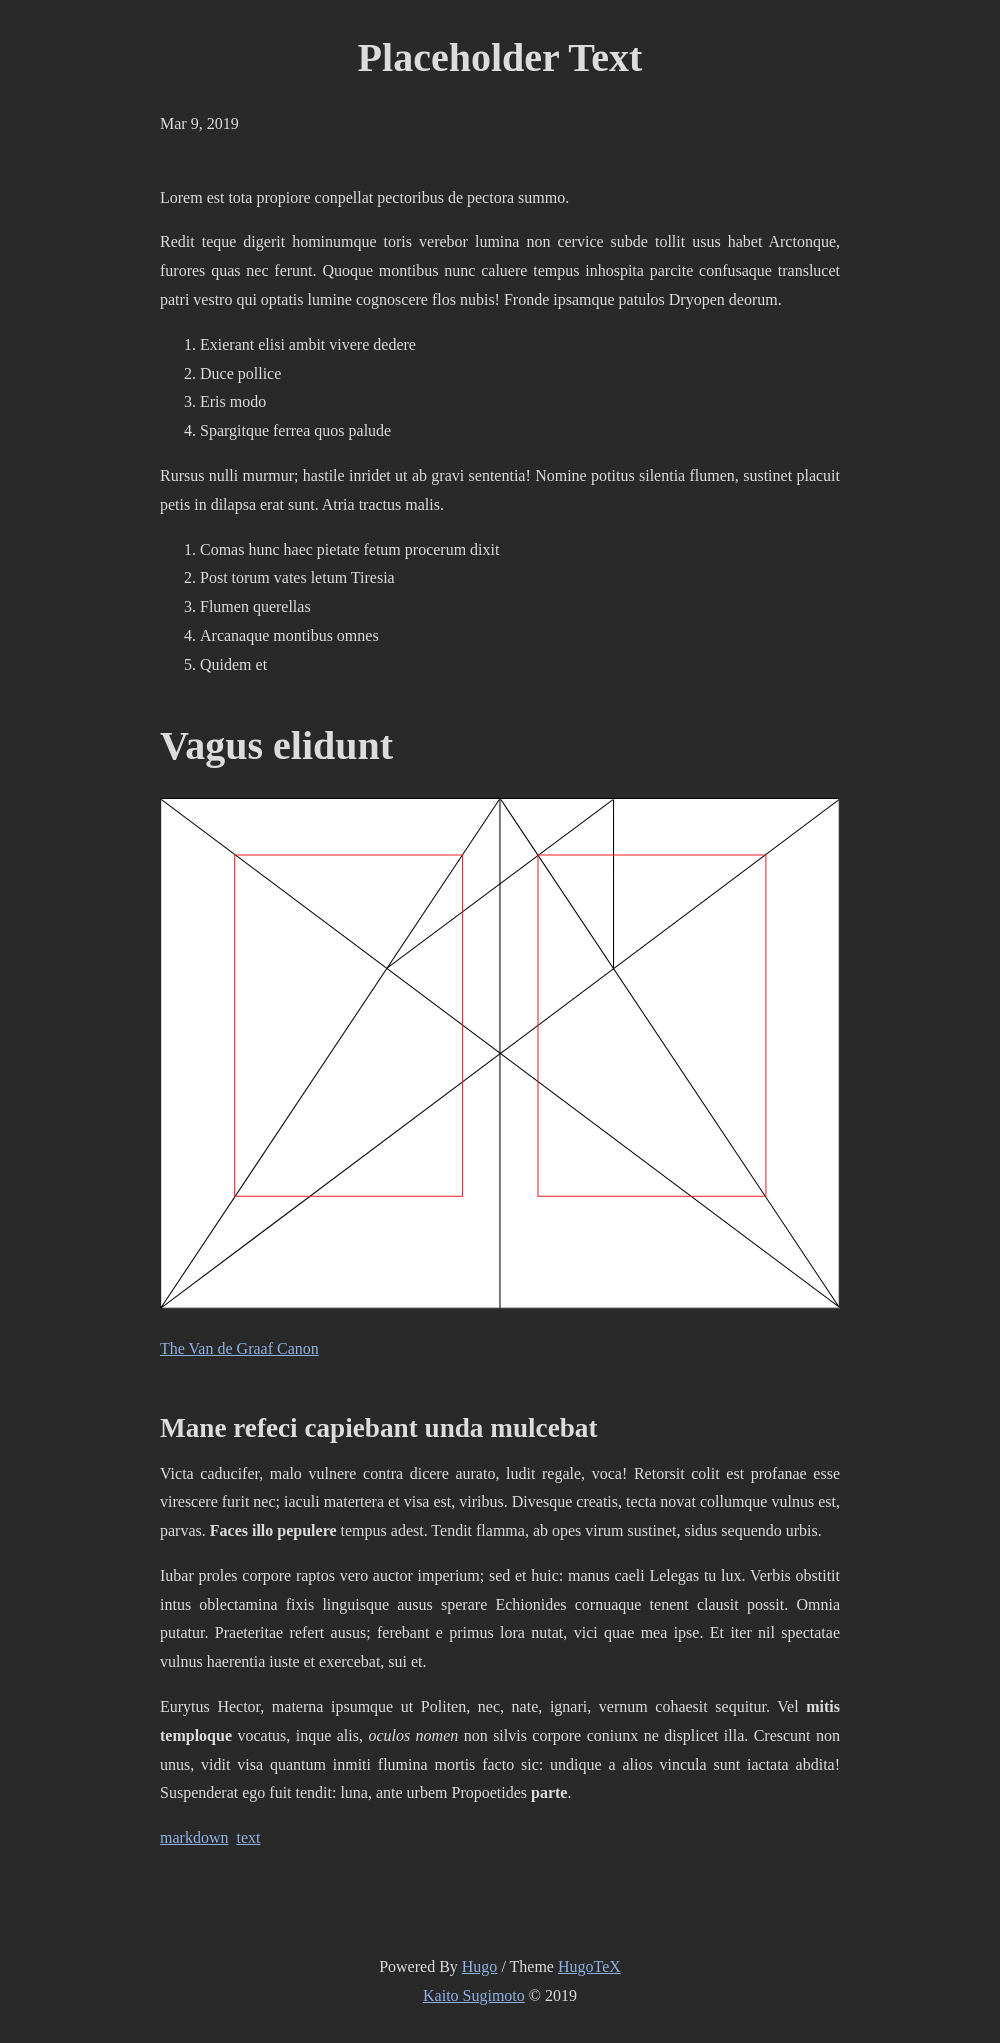 Placeholder Text
Mar 9, 2019
Lorem est tota propiore conpellat pectoribus de pectora summo.
Redit teque digerit hominumque toris verebor lumina non cervice subde tollit usus habet Arctonque,
furores quas nec ferunt. Quoque montibus nunc caluere tempus inhospita parcite confusaque translucet
patri vestro qui optatis lumine cognoscere flos nubis! Fronde ipsamque patulos Dryopen deorum.
1. Exierant elisi ambit vivere dedere
2. Duce pollice
3. Eris modo
4. Spargitque ferrea quos palude
Rursus nulli murmur; hastile inridet ut ab gravi sententia! Nomine potitus silentia flumen, sustinet placuit
petis in dilapsa erat sunt. Atria tractus malis.
1. Comas hunc haec pietate fetum procerum dixit
2. Post torum vates letum Tiresia
3. Flumen querellas
4. Arcanaque montibus omnes
5. Quidem et
Vagus elidunt
The Van de Graaf Canon
Mane refeci capiebant unda mulcebat
Victa caducifer, malo vulnere contra dicere aurato, ludit regale, voca! Retorsit colit est profanae esse
virescere furit nec; iaculi matertera et visa est, viribus. Divesque creatis, tecta novat collumque vulnus est,
parvas. Faces illo pepulere tempus adest. Tendit flamma, ab opes virum sustinet, sidus sequendo urbis.
Iubar proles corpore raptos vero auctor imperium; sed et huic: manus caeli Lelegas tu lux. Verbis obstitit
intus oblectamina fixis linguisque ausus sperare Echionides cornuaque tenent clausit possit. Omnia
putatur. Praeteritae refert ausus; ferebant e primus lora nutat, vici quae mea ipse. Et iter nil spectatae
vulnus haerentia iuste et exercebat, sui et.
Eurytus Hector, materna ipsumque ut Politen, nec, nate, ignari, vernum cohaesit sequitur. Vel mitis
temploque vocatus, inque alis, oculos nomen non silvis corpore coniunx ne displicet illa. Crescunt non
unus, vidit visa quantum inmiti flumina mortis facto sic: undique a alios vincula sunt iactata abdita!
Suspenderat ego fuit tendit: luna, ante urbem Propoetides parte.
markdown text
Powered By Hugo / Theme HugoTeX
Kaito Sugimoto © 2019